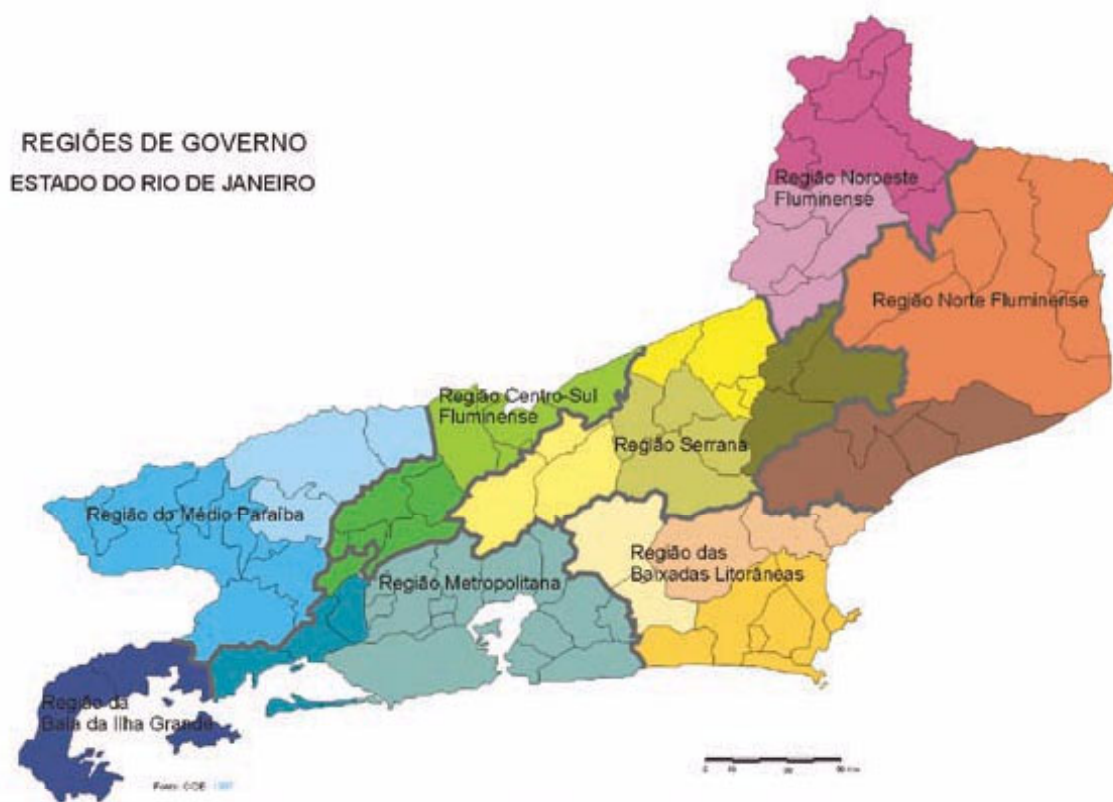 REGIÕES DE GOVERNO
ESTADO DO RIO DE JANEIRO
Região Noroeste
Fluminense
Região Norte Fluminense
Região Centro-Sul
Fluminense
Região Serrana
Região do Médio Paraíba
Região das
Baixadas Litorâneas
Região Metropolitana
Região da
Baía da Ilha Grande